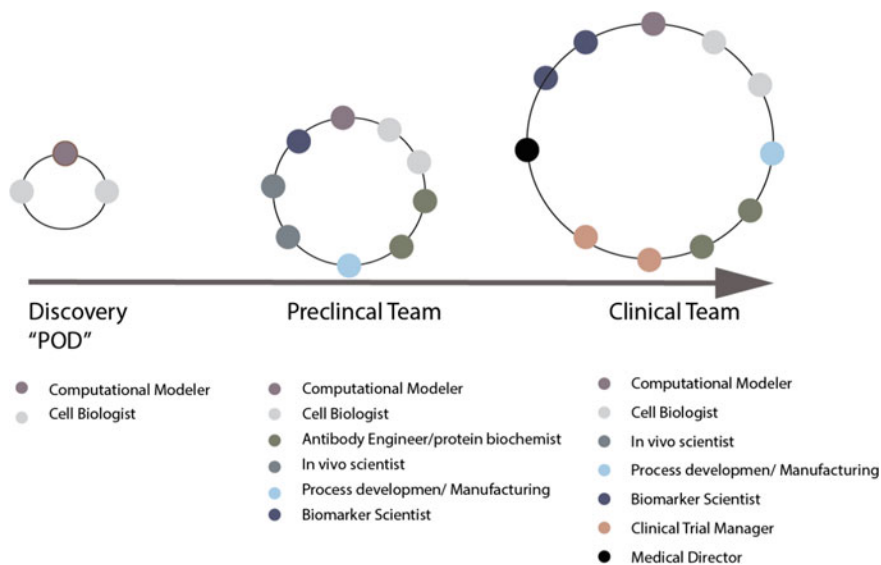 Discovery
“POD”
Preclincal Team
Clinical Team
Computational Modeler
Cell Biologist
Computational Modeler
Cell Biologist
Antibody Engineer/protein biochemist
In vivo scientist
Process developmen/ Manufacturing
Biomarker Scientist
Computational Modeler
Cell Biologist
In vivo scientist
Process developmen/ Manufacturing
Biomarker Scientist
Clinical Trial Manager
Medical Director